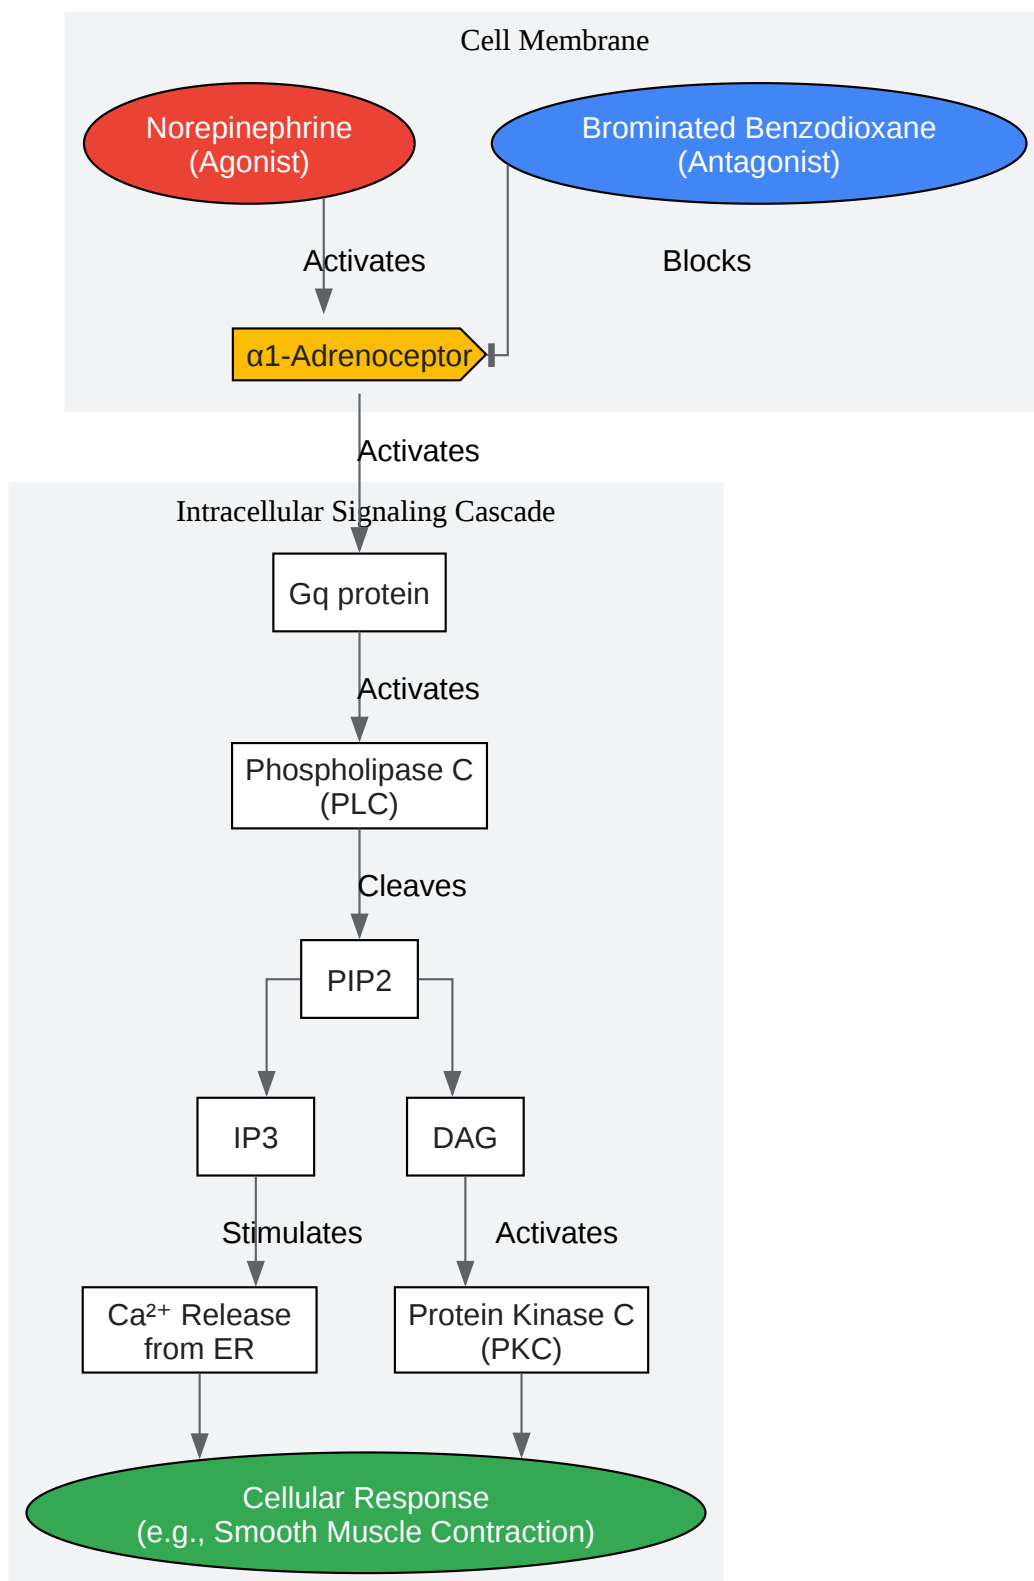 Cell Membrane
Norepinephrine
(Agonist)
Brominated Benzodioxane
(Antagonist)
Activates
Blocks
α1-Adrenoceptor
Activates
Intracellular Signaling Cascade
Gq protein
Activates
Phospholipase C
(PLC)
Cleaves
PIP2
IP3
DAG
Stimulates
Activates
Ca²⁺ Release
from ER
Protein Kinase C
(PKC)
Cellular Response
(e.g., Smooth Muscle Contraction)